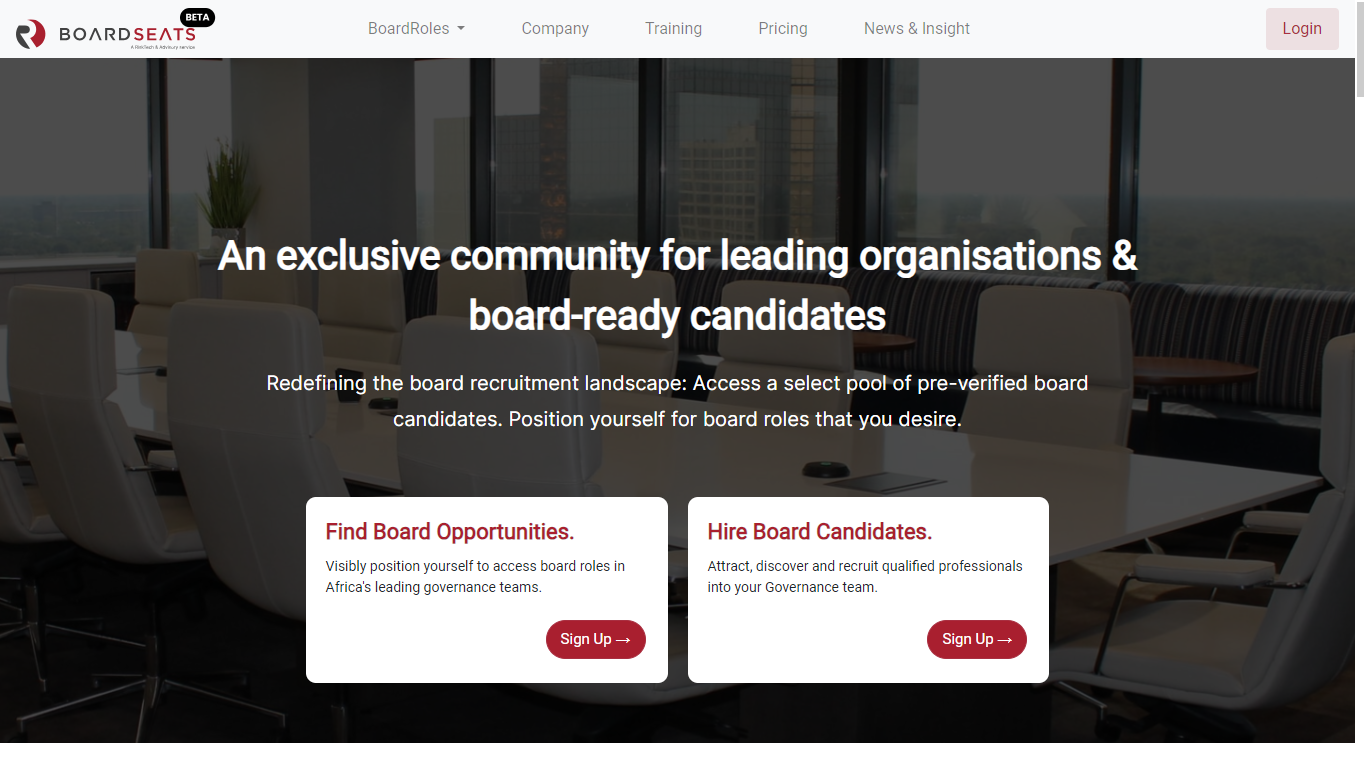 BETA
BOARDSEATS
A RiskTech & Advisory service
BoardRoles
Company
Training
Pricing
News & Insight
Login
An exclusive community for leading organisations &
board-ready candidates
Redefining the board recruitment landscape: Access a select pool of pre-verified board
candidates. Position yourself for board roles that you desire.
Find Board Opportunities.
Visibly position yourself to access board roles in
Africa's leading governance teams.
Sign Up →
Hire Board Candidates.
Attract, discover and recruit qualified professionals
into your Governance team.
Sign Up →